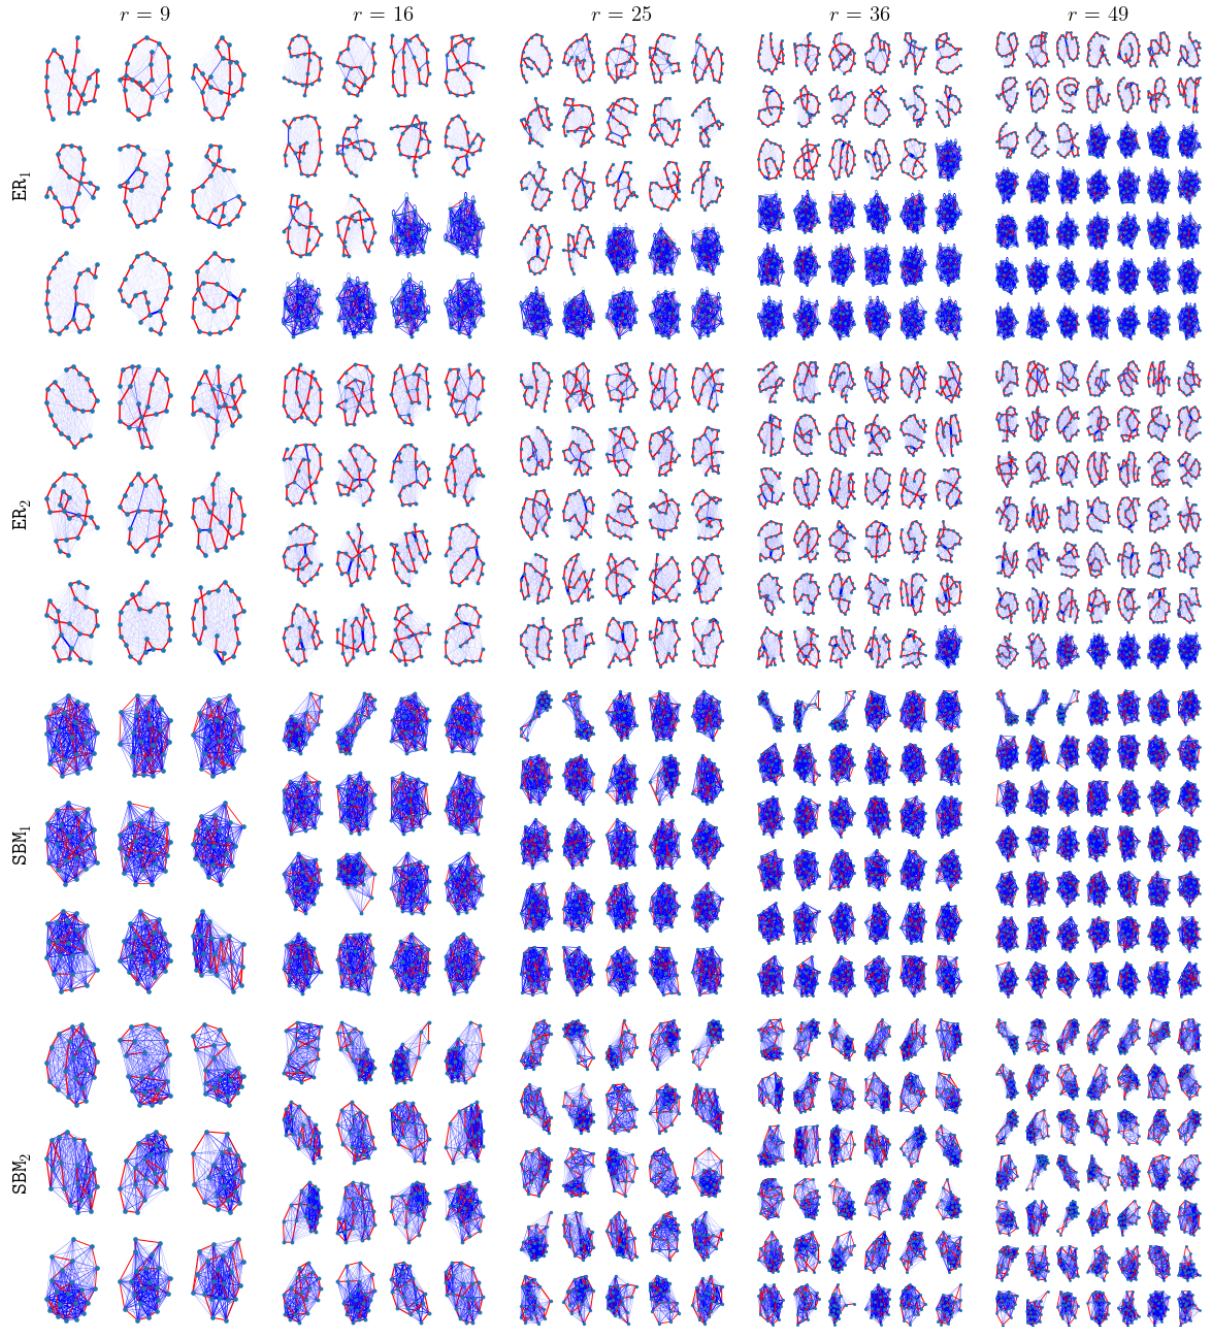 r = 9 r = 16 r = 25 r = 36 r = 49
ER₁
ER₂
SBM₁
SBM₂